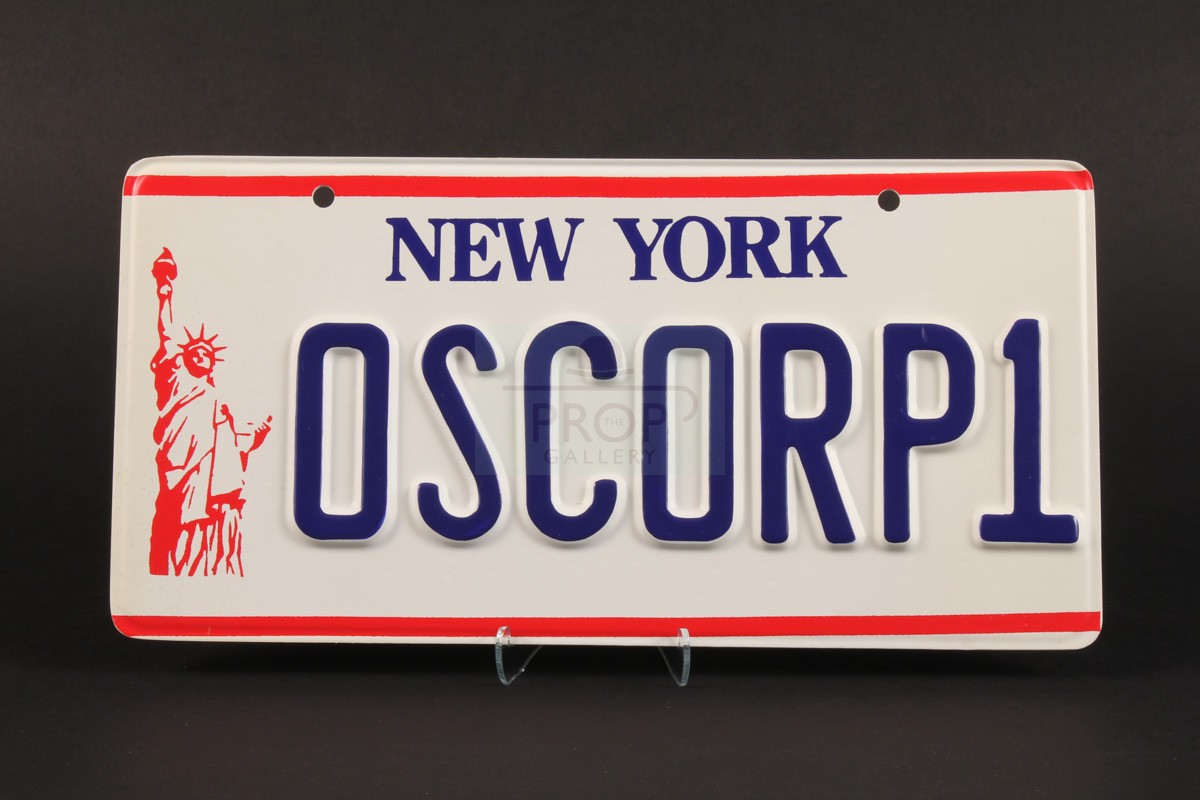 NEW YORK
OSCORP1
THE
PROP
GALLERY